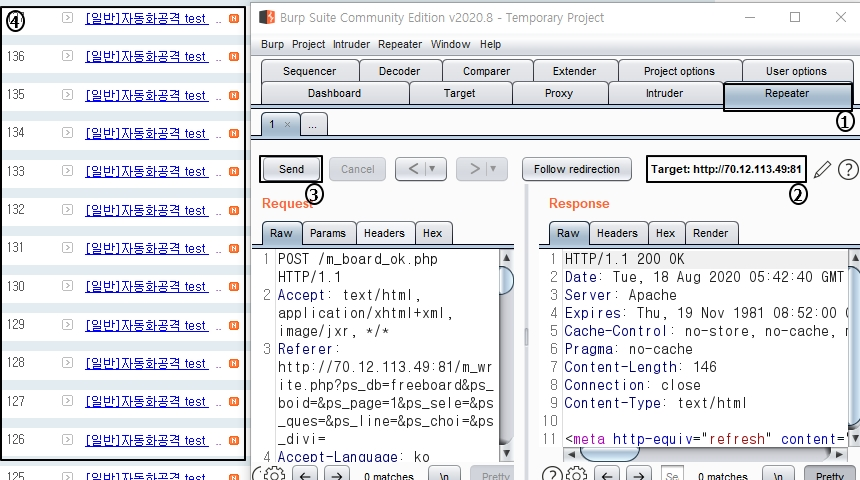 ④
[일반]자동화공격 test ..
136 [일반]자동화공격 test ..
135 [일반]자동화공격 test ..
134 [일반]자동화공격 test ..
133 [일반]자동화공격 test ..
132 [일반]자동화공격 test ..
131 [일반]자동화공격 test ..
130 [일반]자동화공격 test ..
129 [일반]자동화공격 test ..
128 [일반]자동화공격 test ..
127 [일반]자동화공격 test ..
126 [일반]자동화공격 test ..
125 [일반]자동화공격 test ..
Burp Suite Community Edition v2020.8 - Temporary Project
Burp Project Intruder Repeater Window Help
Sequencer Decoder Comparer Extender Project options User options
Dashboard Target Proxy Intruder Repeater
①
1 × ...
Send Cancel < > Follow redirection Target: http://70.12.113.49:81 ?
③ ②
Request
Raw Params Headers Hex
1 POST /m_board_ok.php
HTTP/1.1
2 Accept: text/html,
application/xhtml+xml,
image/jxr, */*
3 Referer:
http://70.12.113.49:81/m_wr
ite.php?ps_db=freeboard&ps_
boid=&ps_page=1&ps_sele=&ps
_ques=&ps_line=&ps_choi=&ps
_divi=
4 Accept-Language: ko
? 0 matches \n Pretty
Response
Raw Headers Hex Render
1 HTTP/1.1 200 OK
2 Date: Tue, 18 Aug 2020 05:42:40 GMT
3 Server: Apache
4 Expires: Thu, 19 Nov 1981 08:52:00
5 Cache-Control: no-store, no-cache,
6 Pragma: no-cache
7 Content-Length: 146
8 Connection: close
9 Content-Type: text/html
10
11 <meta http-equiv="refresh" content="
? Se 0 matches \n Pretty